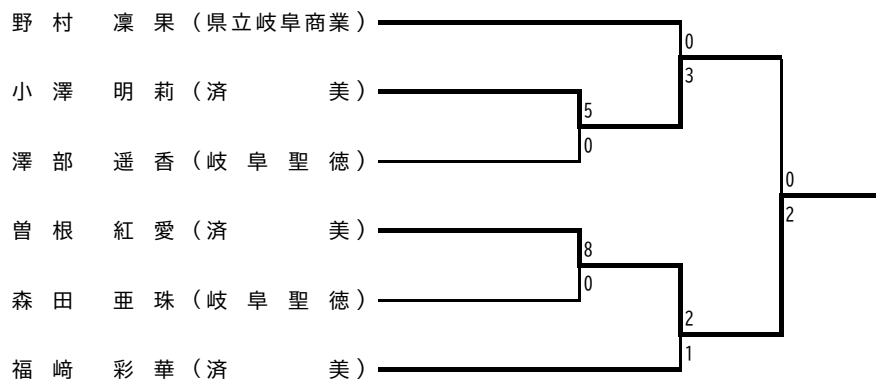 野村 凜果（県立岐阜商業）
0
3
小澤 明莉（済美）
5
0
澤部 遥香（岐阜聖徳）
0
2
曽根 紅愛（済美）
8
0
森田 亜珠（岐阜聖徳）
2
1
福﨑 彩華（済美）